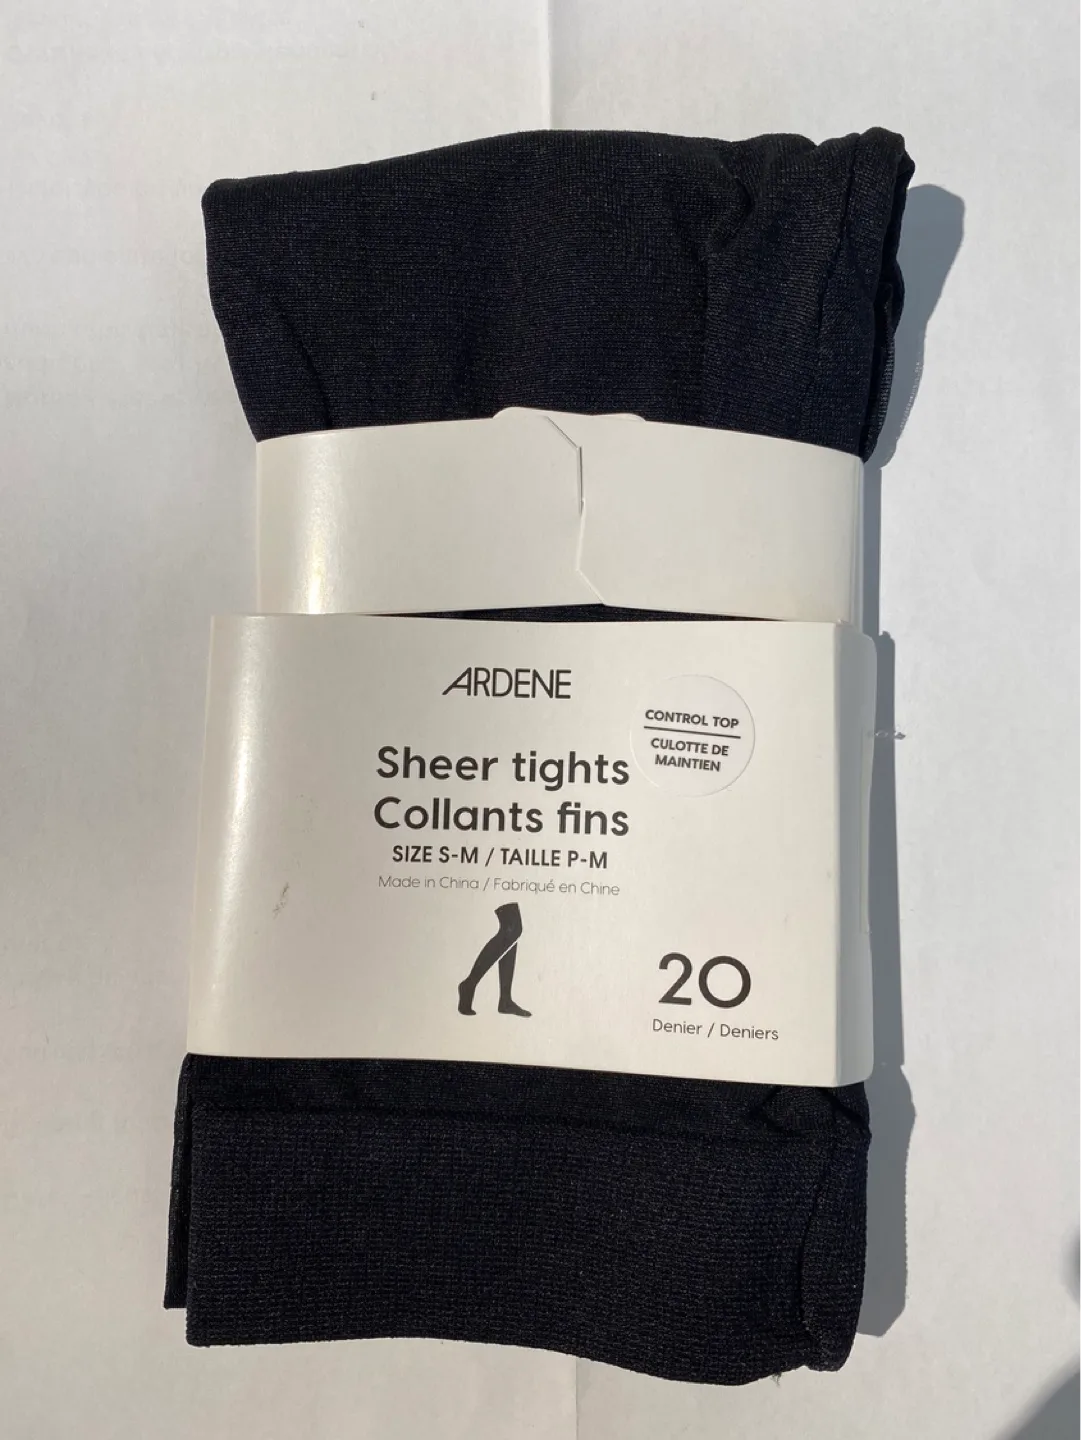 ARDENE
CONTROL TOP
CULOTTE DE
MAINTIEN
Sheer tights
Collants fins
SIZE S-M / TAILLE P-M
Made in China / Fabriqué en Chine
20
Denier / Deniers